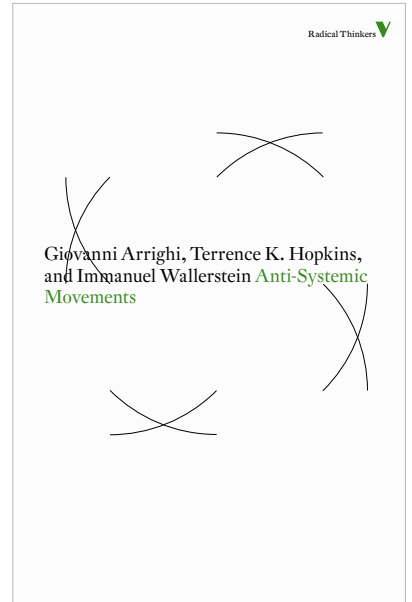 Radical Thinkers V
Giovanni Arrighi, Terrence K. Hopkins,
and Immanuel Wallerstein Anti-Systemic
Movements